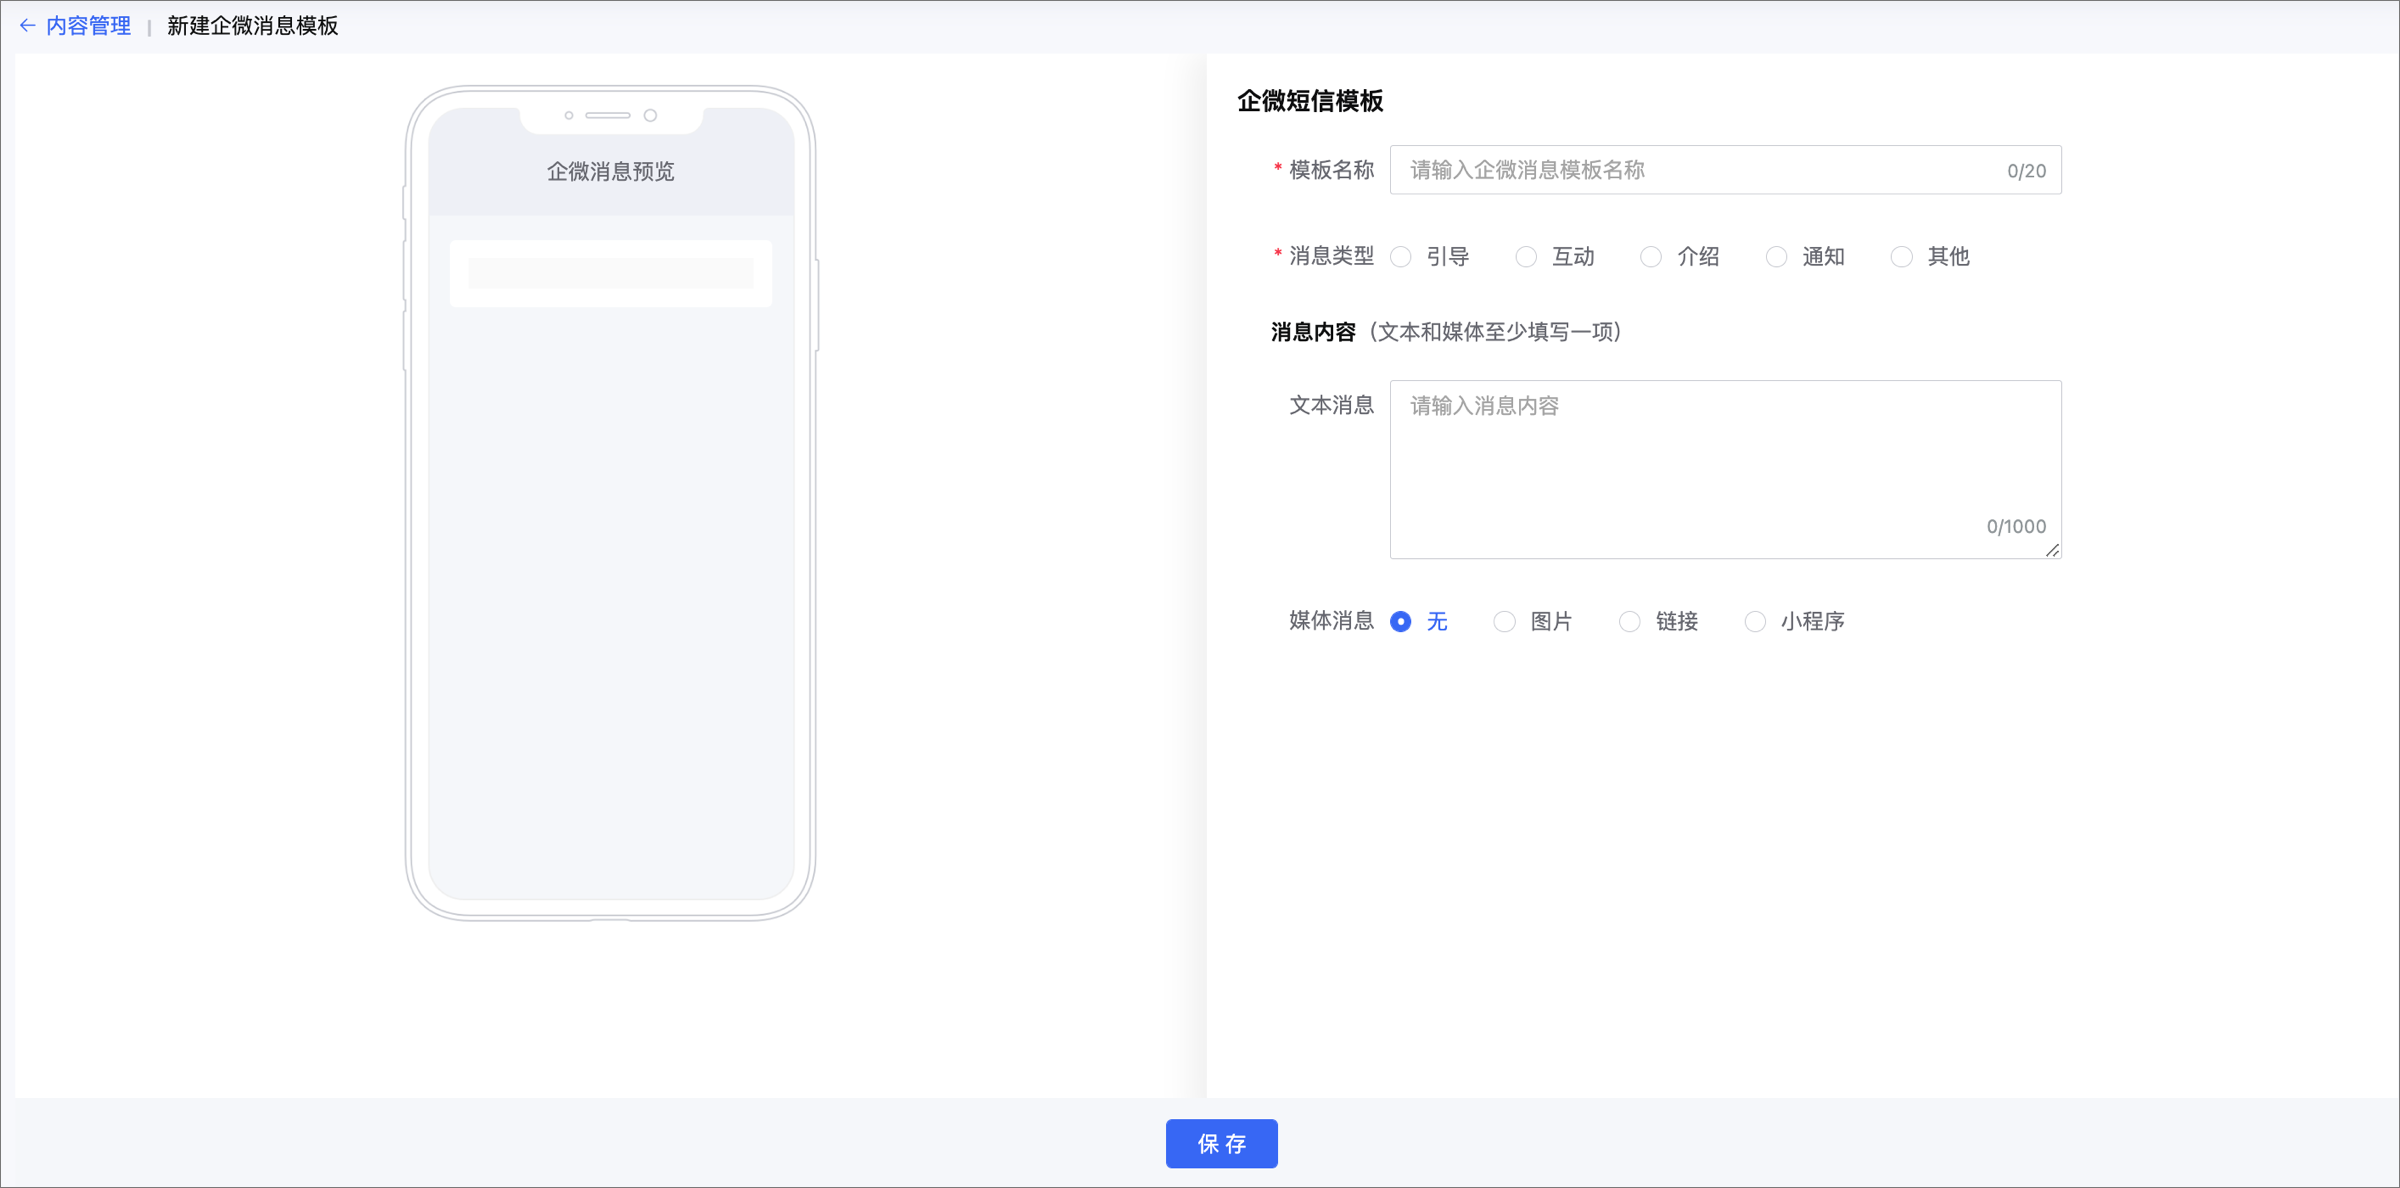 ← 内容管理 | 新建企微消息模板
企微消息预览
企微短信模板
* 模板名称 请输入企微消息模板名称 0/20
* 消息类型 引导 互动 介绍 通知 其他
消息内容（文本和媒体至少填写一项）
文本消息 请输入消息内容
0/1000
媒体消息 无 图片 链接 小程序
保存